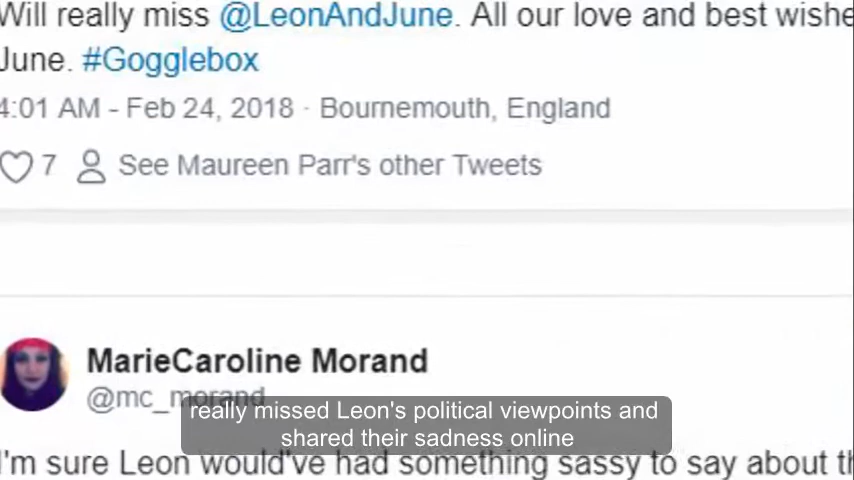 Will really miss @LeonAndJune. All our love and best wishe
June. #Gogglebox
4:01 AM - Feb 24, 2018 · Bournemouth, England
7 See Maureen Parr's other Tweets
MarieCaroline Morand
@mc_morand
really missed Leon's political viewpoints and
shared their sadness online
I'm sure Leon would've had something sassy to say about th